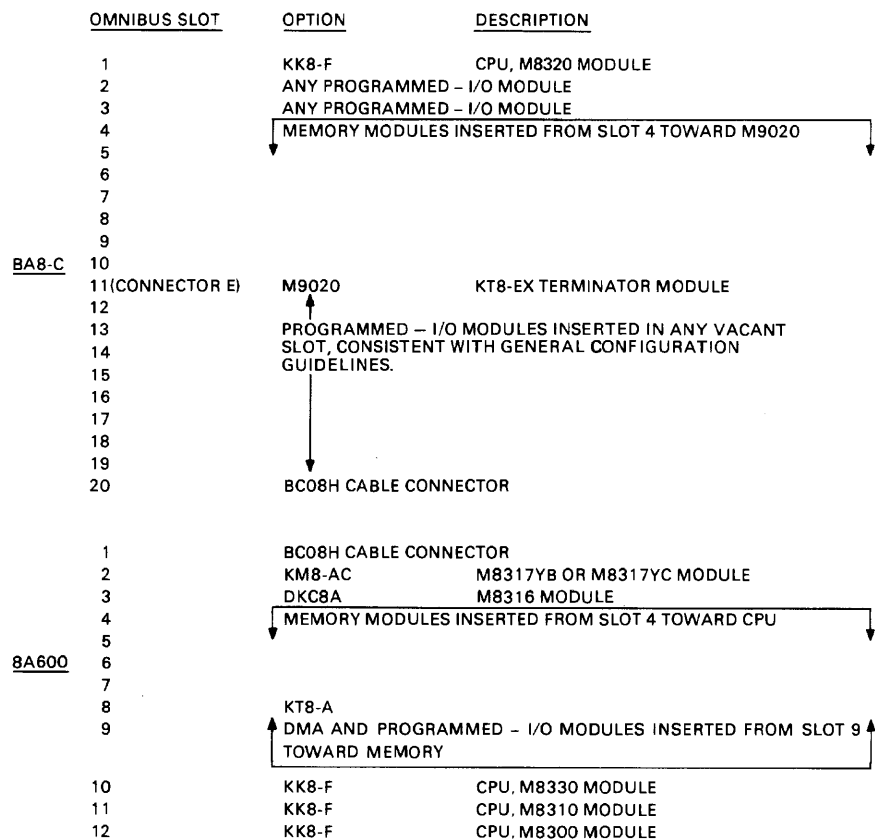 OMNIBUS SLOT OPTION DESCRIPTION
1 KK8-F CPU, M8320 MODULE
2 ANY PROGRAMMED – I/O MODULE
3 ANY PROGRAMMED – I/O MODULE
4 MEMORY MODULES INSERTED FROM SLOT 4 TOWARD M9020
5
6
7
8
9
BA8-C 10
11(CONNECTOR E) M9020 KT8-EX TERMINATOR MODULE
12
13 PROGRAMMED – I/O MODULES INSERTED IN ANY VACANT
14 SLOT, CONSISTENT WITH GENERAL CONFIGURATION
15 GUIDELINES.
16
17
18
19
20 BC08H CABLE CONNECTOR
1 BC08H CABLE CONNECTOR
2 KM8-AC M8317YB OR M8317YC MODULE
3 DKC8A M8316 MODULE
4 MEMORY MODULES INSERTED FROM SLOT 4 TOWARD CPU
5
8A600 6
7
8 KT8-A
9 DMA AND PROGRAMMED – I/O MODULES INSERTED FROM SLOT 9
TOWARD MEMORY
10 KK8-F CPU, M8330 MODULE
11 KK8-F CPU, M8310 MODULE
12 KK8-F CPU, M8300 MODULE